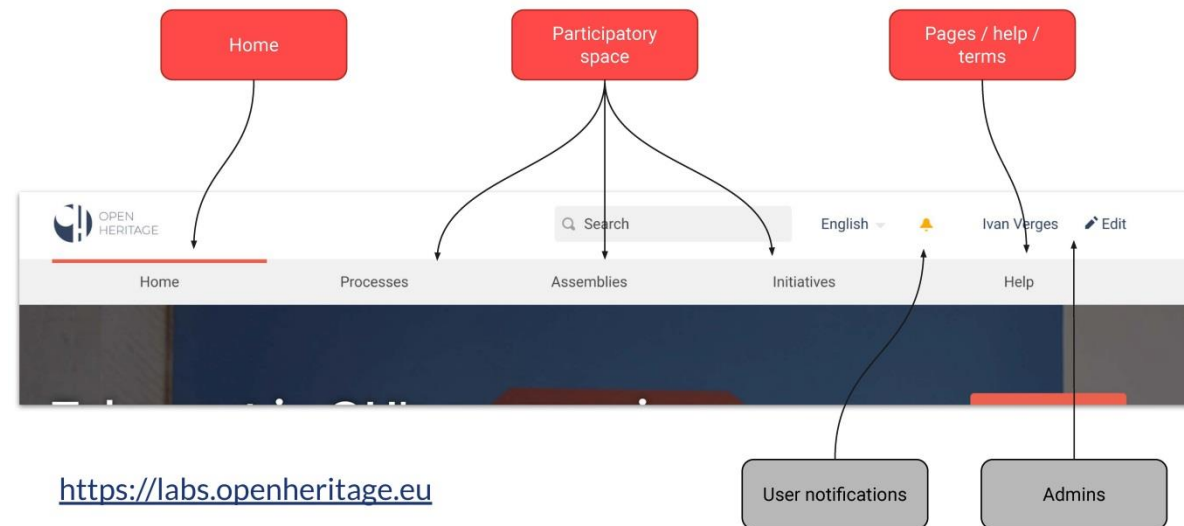 Home
Participatory
space
Pages / help /
terms
OPEN
HERITAGE
Search
English
Ivan Verges
Edit
Home
Processes
Assemblies
Initiatives
Help
https://labs.openheritage.eu
User notifications
Admins